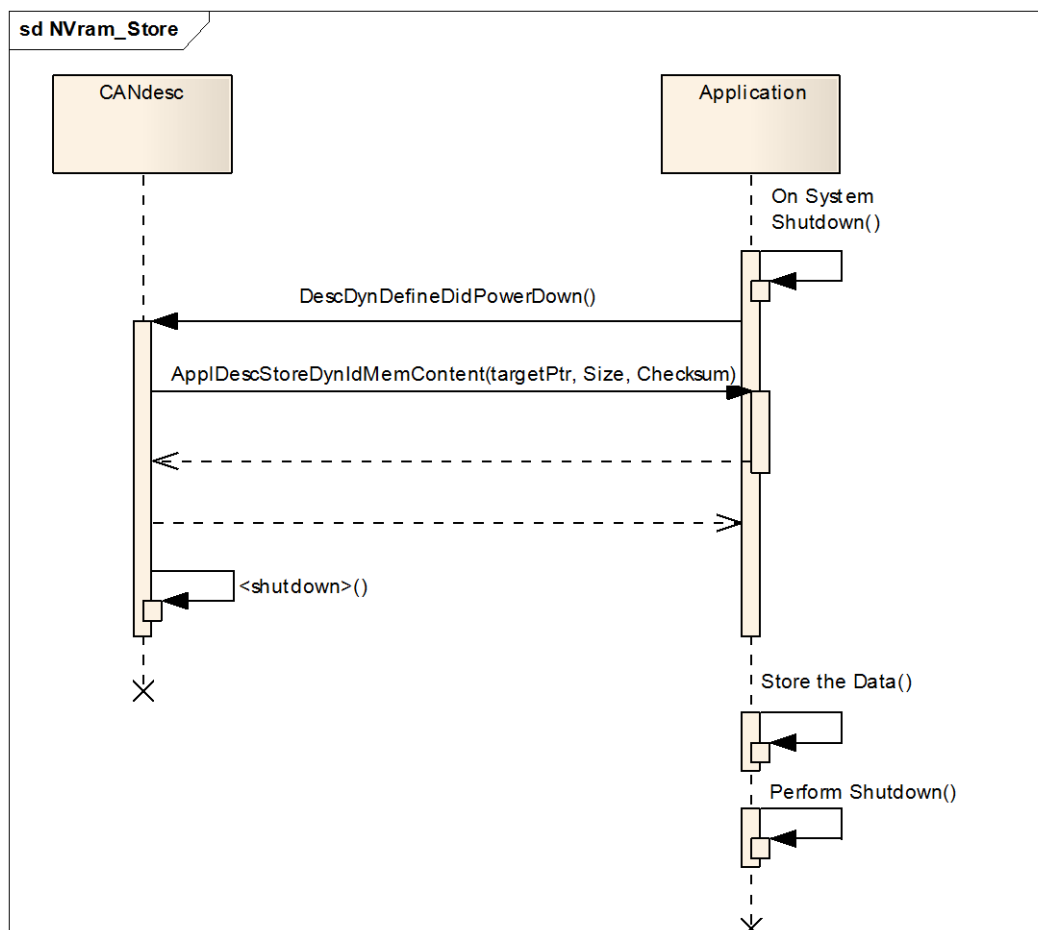 sd NVram_Store
CANdesc
Application
On System
Shutdown()
DescDynDefineDidPowerDown()
ApplDescStoreDynIdMemContent(targetPtr, Size, Checksum)
<shutdown>()
Store the Data()
Perform Shutdown()